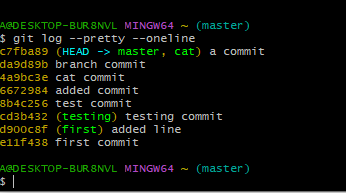 A@DESKTOP-BUR8NVL MINGW64 ~ (master)
$ git log --pretty --oneline
c7fba89 (HEAD -> master, cat) a commit
da9d89b branch commit
4a9bc3e cat commit
6672984 added commit
8b4c256 test commit
cd3b432 (testing) testing commit
d900c8f (first) added line
e11f438 first commit
A@DESKTOP-BUR8NVL MINGW64 ~ (master)
$